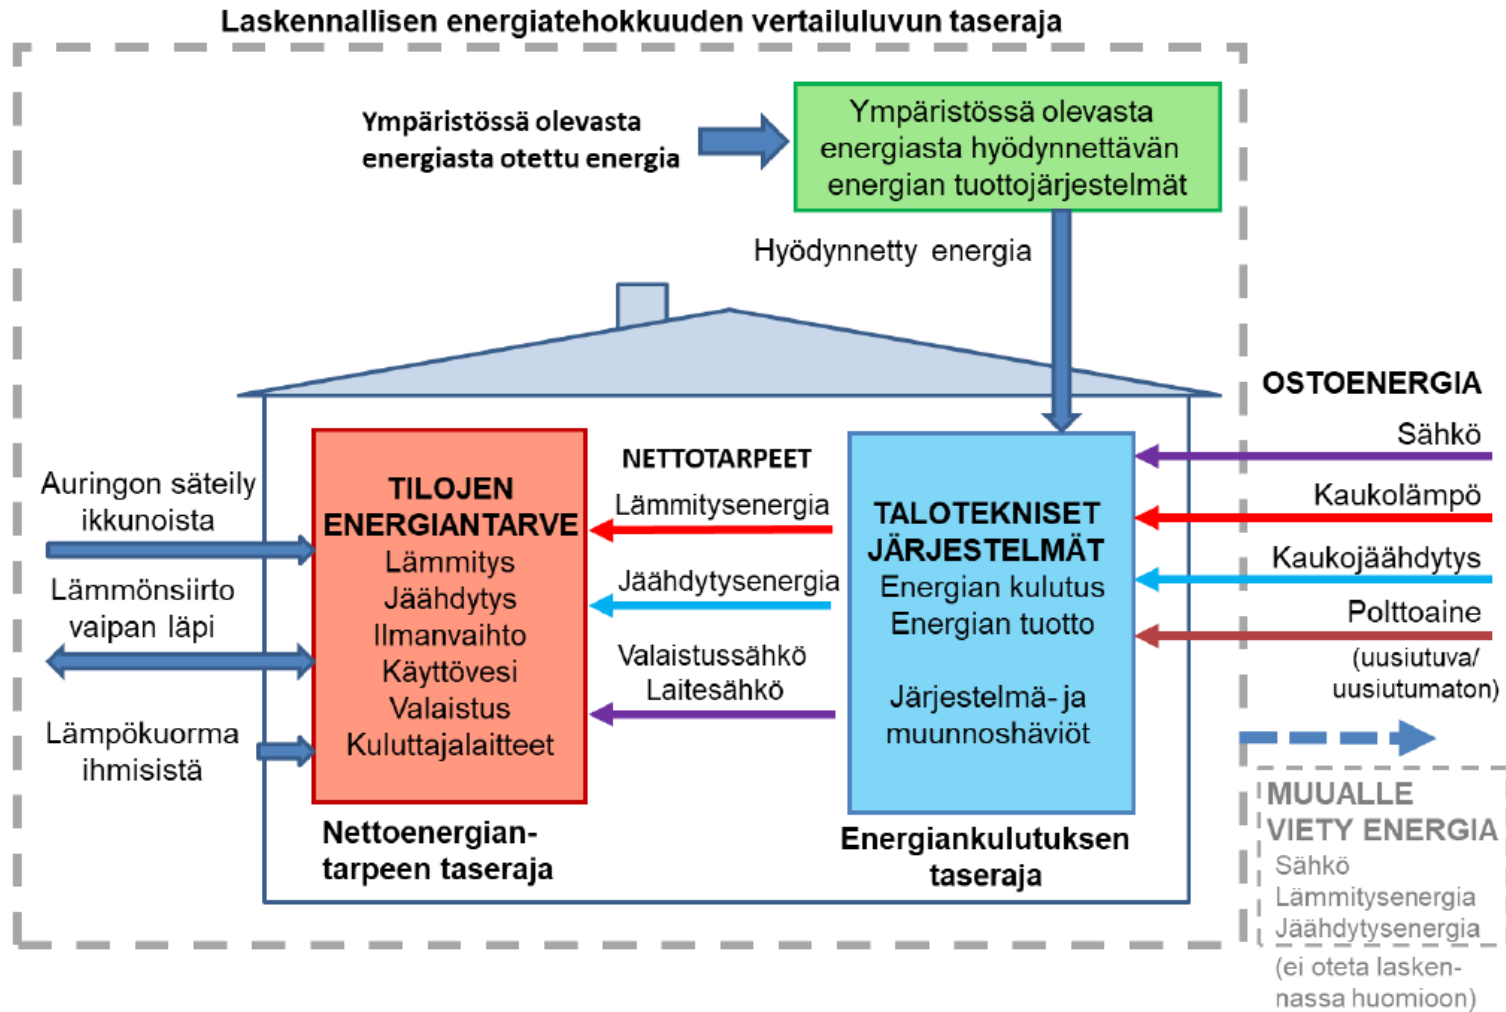 Laskennallisen energiatehokkuuden vertailuluvun taseraja
Ympäristössä olevasta
energiasta otettu energia
Ympäristössä olevasta
energiasta hyödynnettävän
energian tuottojärjestelmät
Hyödynnetty energia
Auringon säteily
ikkunoista
Lämmönsiirto
vaipan läpi
Lämpökuorma
ihmisistä
TILOJEN
ENERGIANTARVE
Lämmitys
Jäähdytys
Ilmanvaihto
Käyttövesi
Valaistus
Kuluttajalaitteet
Nettoenergian-
tarpeen taseraja
NETTOTARPEET
Lämmitysenergia
Jäähdytysenergia
Valaistussähkö
Laitesähkö
TALOTEKNISET
JÄRJESTELMÄT
Energian kulutus
Energian tuotto
Järjestelmä- ja
muunnoshäviöt
Energiankulutuksen
taseraja
OSTOENERGIA
Sähkö
Kaukolämpö
Kaukojäähdytys
Polttoaine
(uusiutuva/
uusiutumaton)
MUUALLE
VIETY ENERGIA
Sähkö
Lämmitysenergia
Jäähdytysenergia
(ei oteta lasken-
nassa huomioon)